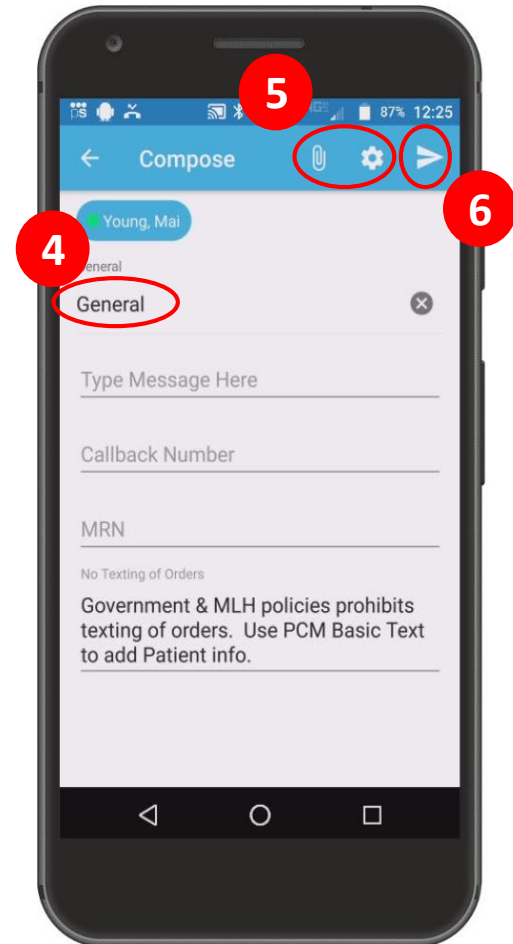 5
87% 12:25
Compose
6
Young, Mai
4
General
General
Type Message Here
Callback Number
MRN
No Texting of Orders
Government & MLH policies prohibits
texting of orders. Use PCM Basic Text
to add Patient info.